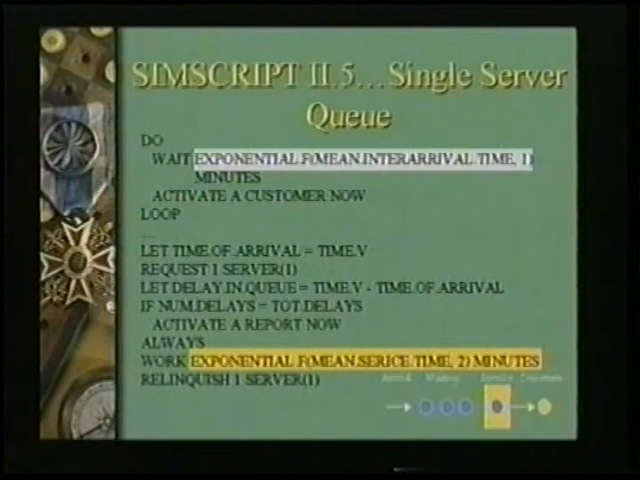 SIMSCRIPT II.5…Single Server
Queue
DO
WAIT EXPONENTIAL.F(MEAN.INTERARRIVAL.TIME, 1)
MINUTES
ACTIVATE A CUSTOMER NOW
LOOP
…
LET TIME.OF.ARRIVAL = TIME.V
REQUEST 1 SERVER(1)
LET DELAY.IN.QUEUE = TIME.V - TIME.OF.ARRIVAL
IF NUM.DELAYS = TOT.DELAYS
ACTIVATE A REPORT NOW
ALWAYS
WORK EXPONENTIAL.F(MEAN.SERICE.TIME, 2) MINUTES
RELINQUISH 1 SERVER(1)